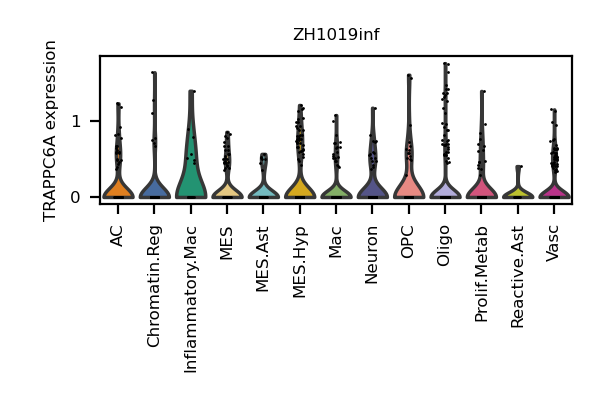 ZH1019inf
TRAPPC6A expression
1
0
AC
Chromatin.Reg
Inflammatory.Mac
MES
MES.Ast
MES.Hyp
Mac
Neuron
OPC
Oligo
Prolif.Metab
Reactive.Ast
Vasc